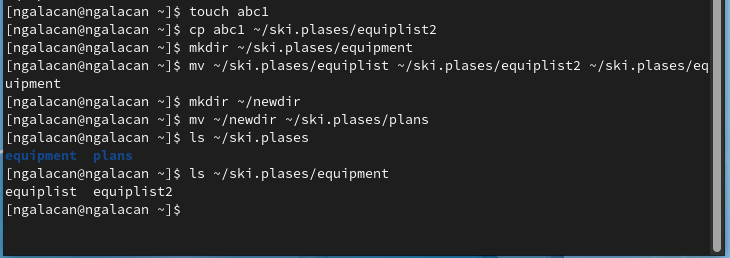 [ngalacan@ngalacan ~]$ touch abc1
[ngalacan@ngalacan ~]$ cp abc1 ~/ski.plases/equiplist2
[ngalacan@ngalacan ~]$ mkdir ~/ski.plases/equipment
[ngalacan@ngalacan ~]$ mv ~/ski.plases/equiplist ~/ski.plases/equiplist2 ~/ski.plases/eq
uipment
[ngalacan@ngalacan ~]$ mkdir ~/newdir
[ngalacan@ngalacan ~]$ mv ~/newdir ~/ski.plases/plans
[ngalacan@ngalacan ~]$ ls ~/ski.plases
equipment  plans
[ngalacan@ngalacan ~]$ ls ~/ski.plases/equipment
equiplist  equiplist2
[ngalacan@ngalacan ~]$